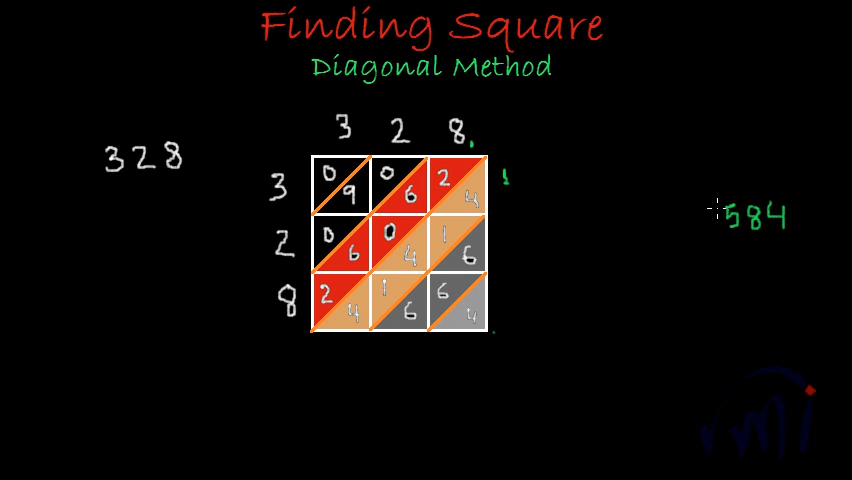 Finding Square
Diagonal Method
3 2 8
328
3 0 9 0 6 2 4 1
2 0 6 0 4 1 6
584
8 2 4 1 6 6 4
rmi